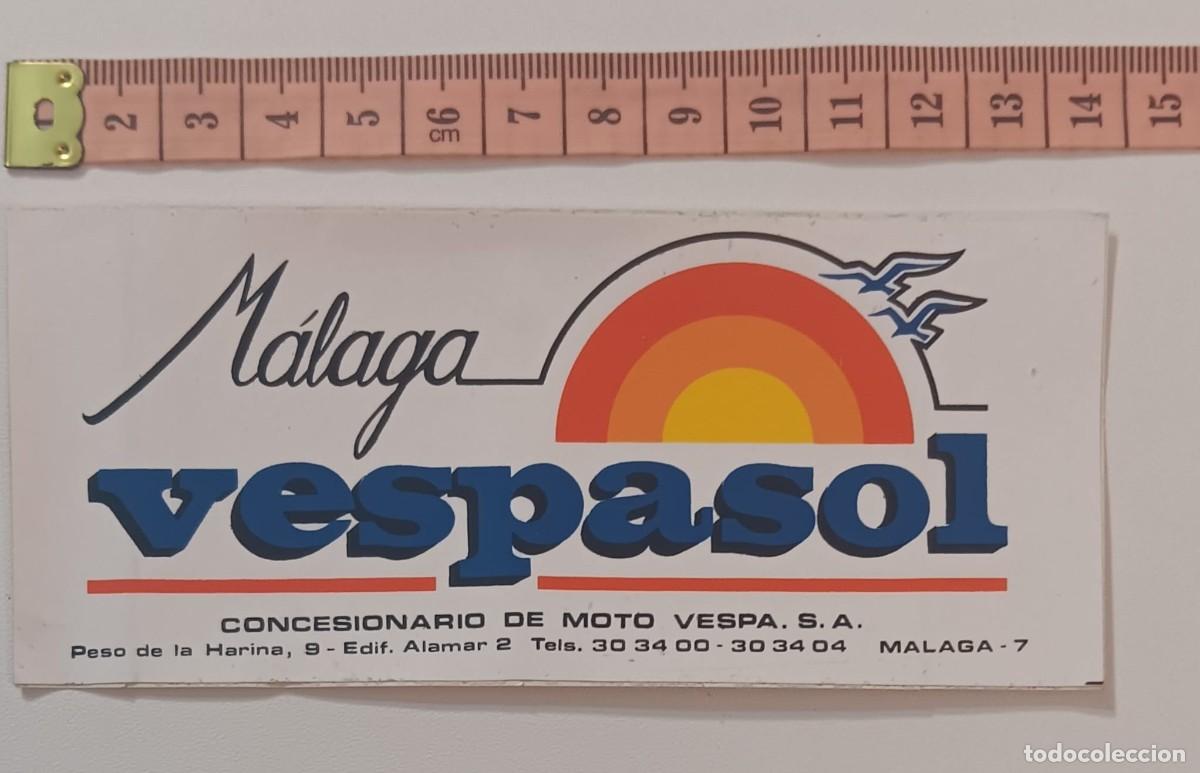 2 3 4 5 6 7 8 9 10 11 12 13 14 15
cm
Málaga
vespasol
CONCESIONARIO DE MOTO VESPA. S. A.
Peso de la Harina, 9 - Edif. Alamar 2 Tels. 30 34 00 - 30 34 04 MALAGA - 7
todocoleccion